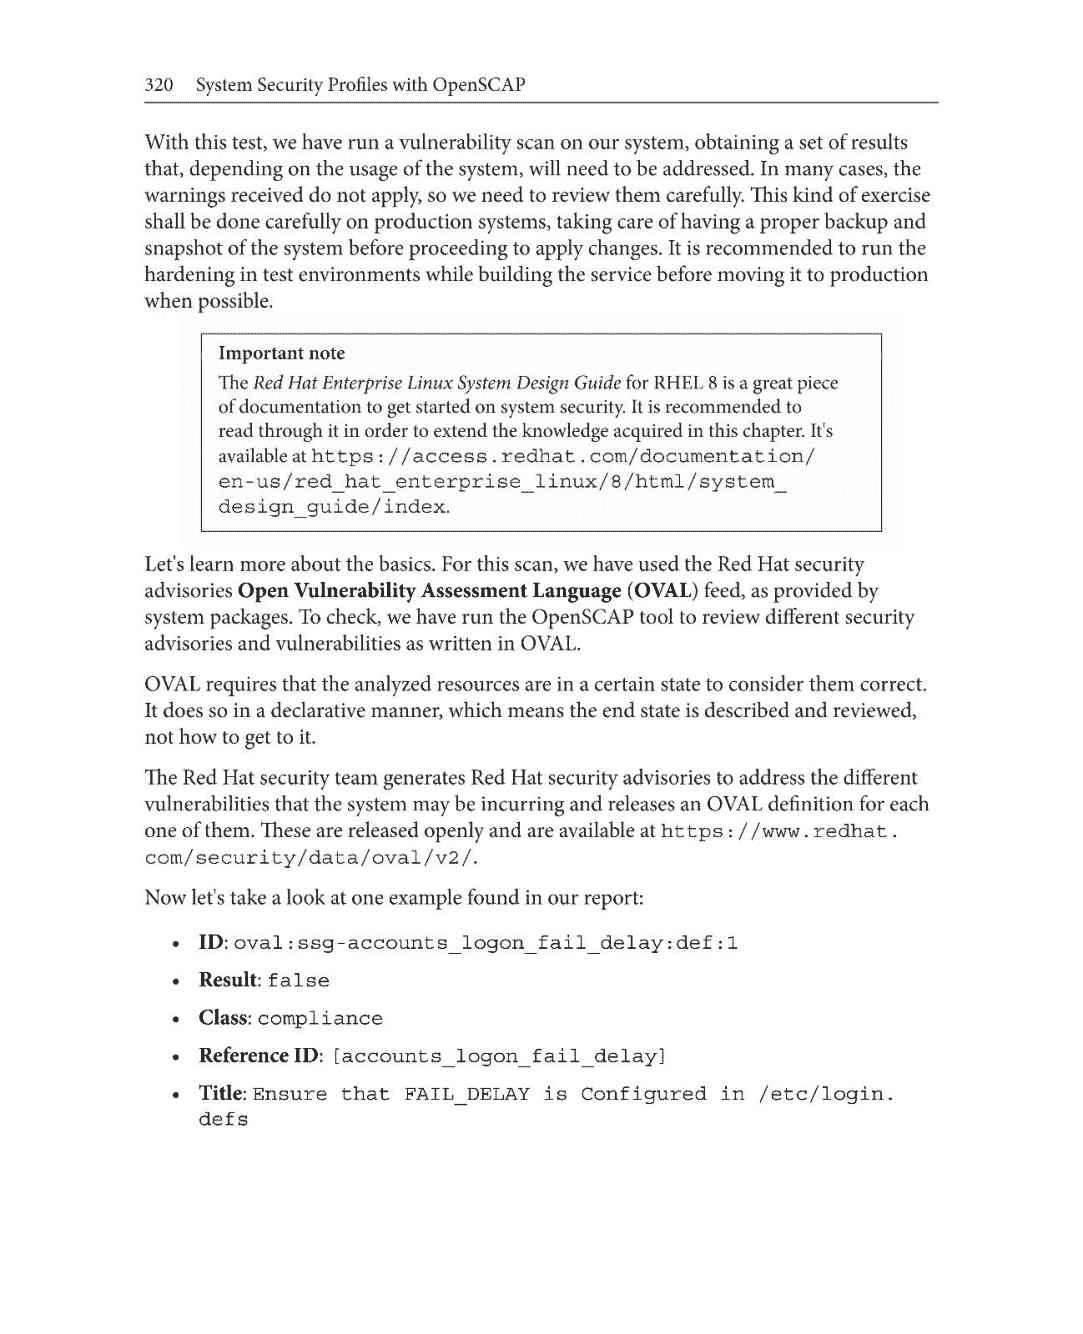 320 System Security Profiles with OpenSCAP
With this test, we have run a vulnerability scan on our system, obtaining a set of results
that, depending on the usage of the system, will need to be addressed. In many cases, the
warnings received do not apply, so we need to review them carefully. This kind of exercise
shall be done carefully on production systems, taking care of having a proper backup and
snapshot of the system before proceeding to apply changes. It is recommended to run the
hardening in test environments while building the service before moving it to production
when possible.
Important note
The Red Hat Enterprise Linux System Design Guide for RHEL 8 is a great piece
of documentation to get started on system security. It is recommended to
read through it in order to extend the knowledge acquired in this chapter. It's
available at https://access.redhat.com/documentation/
en-us/red_hat_enterprise_linux/8/html/system_
design_guide/index.
Let's learn more about the basics. For this scan, we have used the Red Hat security
advisories Open Vulnerability Assessment Language (OVAL) feed, as provided by
system packages. To check, we have run the OpenSCAP tool to review different security
advisories and vulnerabilities as written in OVAL.
OVAL requires that the analyzed resources are in a certain state to consider them correct.
It does so in a declarative manner, which means the end state is described and reviewed,
not how to get to it.
The Red Hat security team generates Red Hat security advisories to address the different
vulnerabilities that the system may be incurring and releases an OVAL definition for each
one of them. These are released openly and are available at https://www.redhat.
com/security/data/oval/v2/.
Now let's take a look at one example found in our report:
• ID: oval:ssg-accounts_logon_fail_delay:def:1
• Result: false
• Class: compliance
• Reference ID: [accounts_logon_fail_delay]
• Title: Ensure that FAIL_DELAY is Configured in /etc/login.
defs